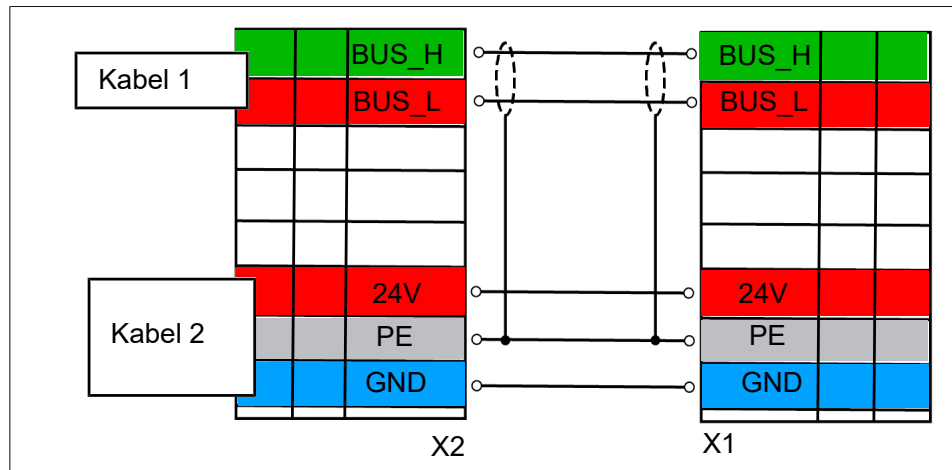 Kabel 1
BUS_H
BUS_H
BUS_L
BUS_L
Kabel 2
24V
24V
PE
PE
GND
GND
X2
X1